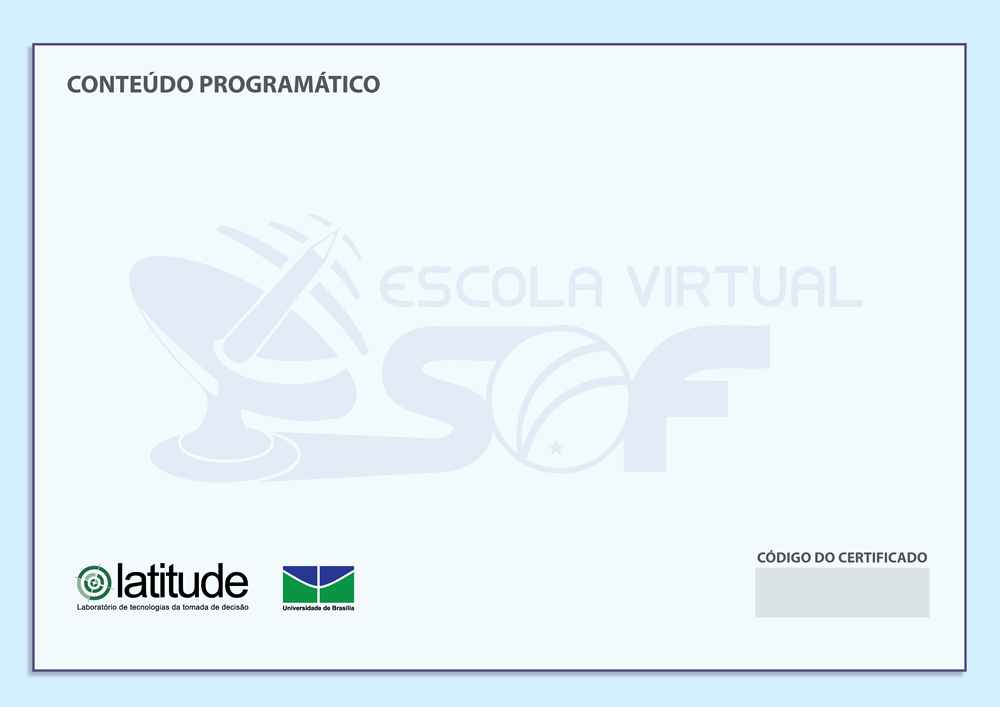 CONTEÚDO PROGRAMÁTICO
ESCOLA VIRTUAL
SOF
CÓDIGO DO CERTIFICADO
latitude
Laboratório de tecnologias da tomada de decisão
Universidade de Brasília